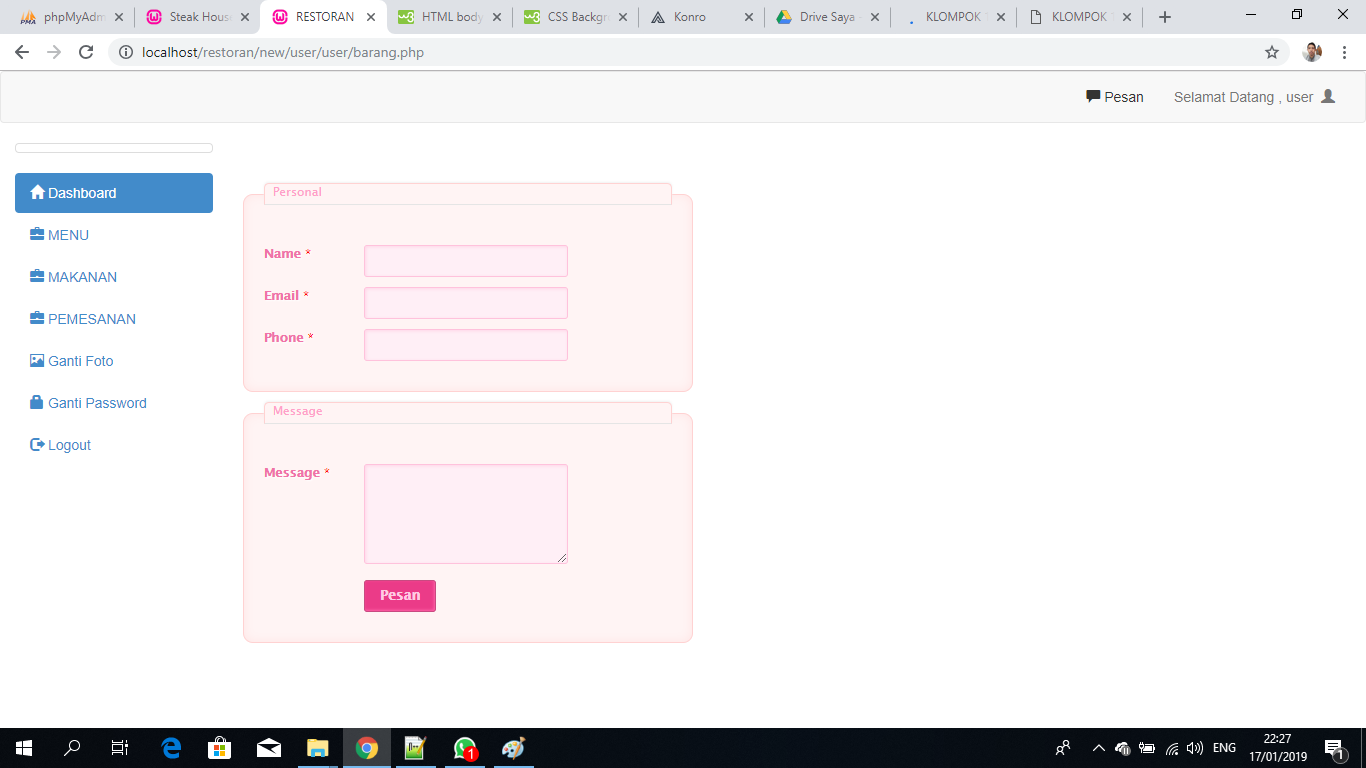 phpMyAdm
Steak Hous
RESTORAN
HTML body
CSS Backgr
Konro
Drive Saya
KLOMPOK
KLOMPOK
localhost/restoran/new/user/user/barang.php
Pesan
Selamat Datang , user
Dashboard
MENU
MAKANAN
PEMESANAN
Ganti Foto
Ganti Password
Logout
Personal
Name *
Email *
Phone *
Message
Message *
Pesan
ENG
22:27
17/01/2019
1
1